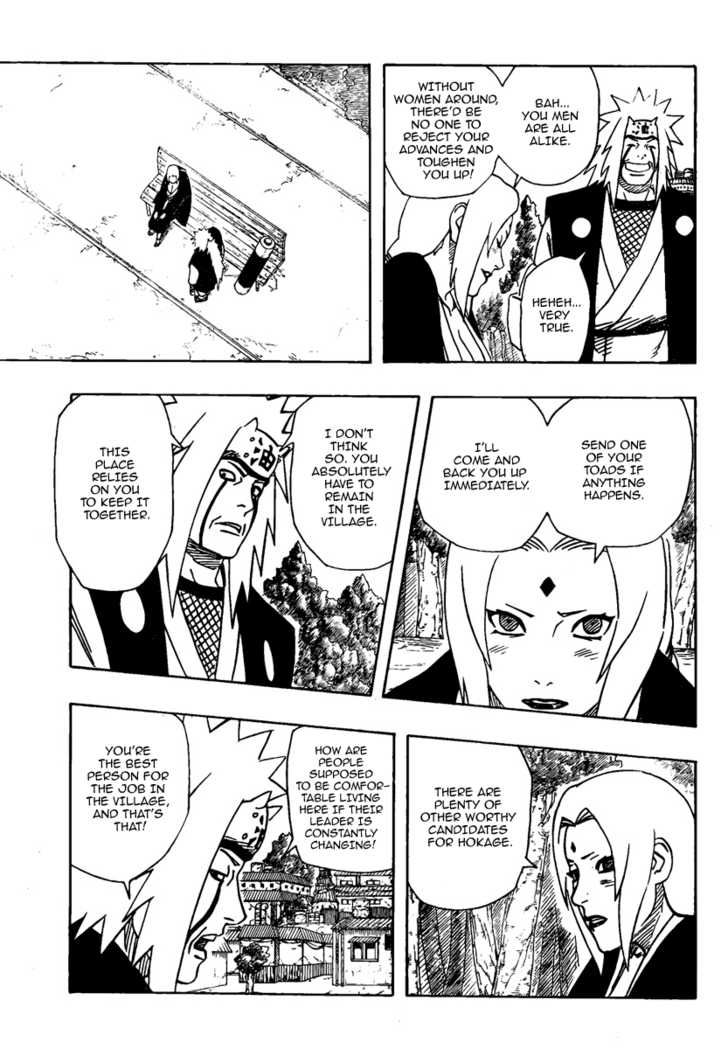 BAH...
YOU MEN
ARE ALL
ALIKE.
WITHOUT
WOMEN AROUND,
THERE'D BE
NO ONE TO
REJECT YOUR
ADVANCES AND
TOUGHEN
YOU UP!
HEHEH...
VERY
TRUE.
SEND ONE
OF YOUR
TOADS IF
ANYTHING
HAPPENS.
I'LL
COME AND
BACK YOU UP
IMMEDIATELY.
I DON'T
THINK
SO. YOU
ABSOLUTELY
HAVE TO
REMAIN
IN THE
VILLAGE.
THIS
PLACE
RELIES
ON YOU
TO KEEP IT
TOGETHER.
THERE ARE
PLENTY OF
OTHER WORTHY
CANDIDATES
FOR HOKAGE.
HOW ARE
PEOPLE
SUPPOSED
TO BE COMFOR-
TABLE LIVING
HERE IF THEIR
LEADER IS
CONSTANTLY
CHANGING!
YOU'RE
THE BEST
PERSON FOR
THE JOB IN
THE VILLAGE,
AND THAT'S
THAT!